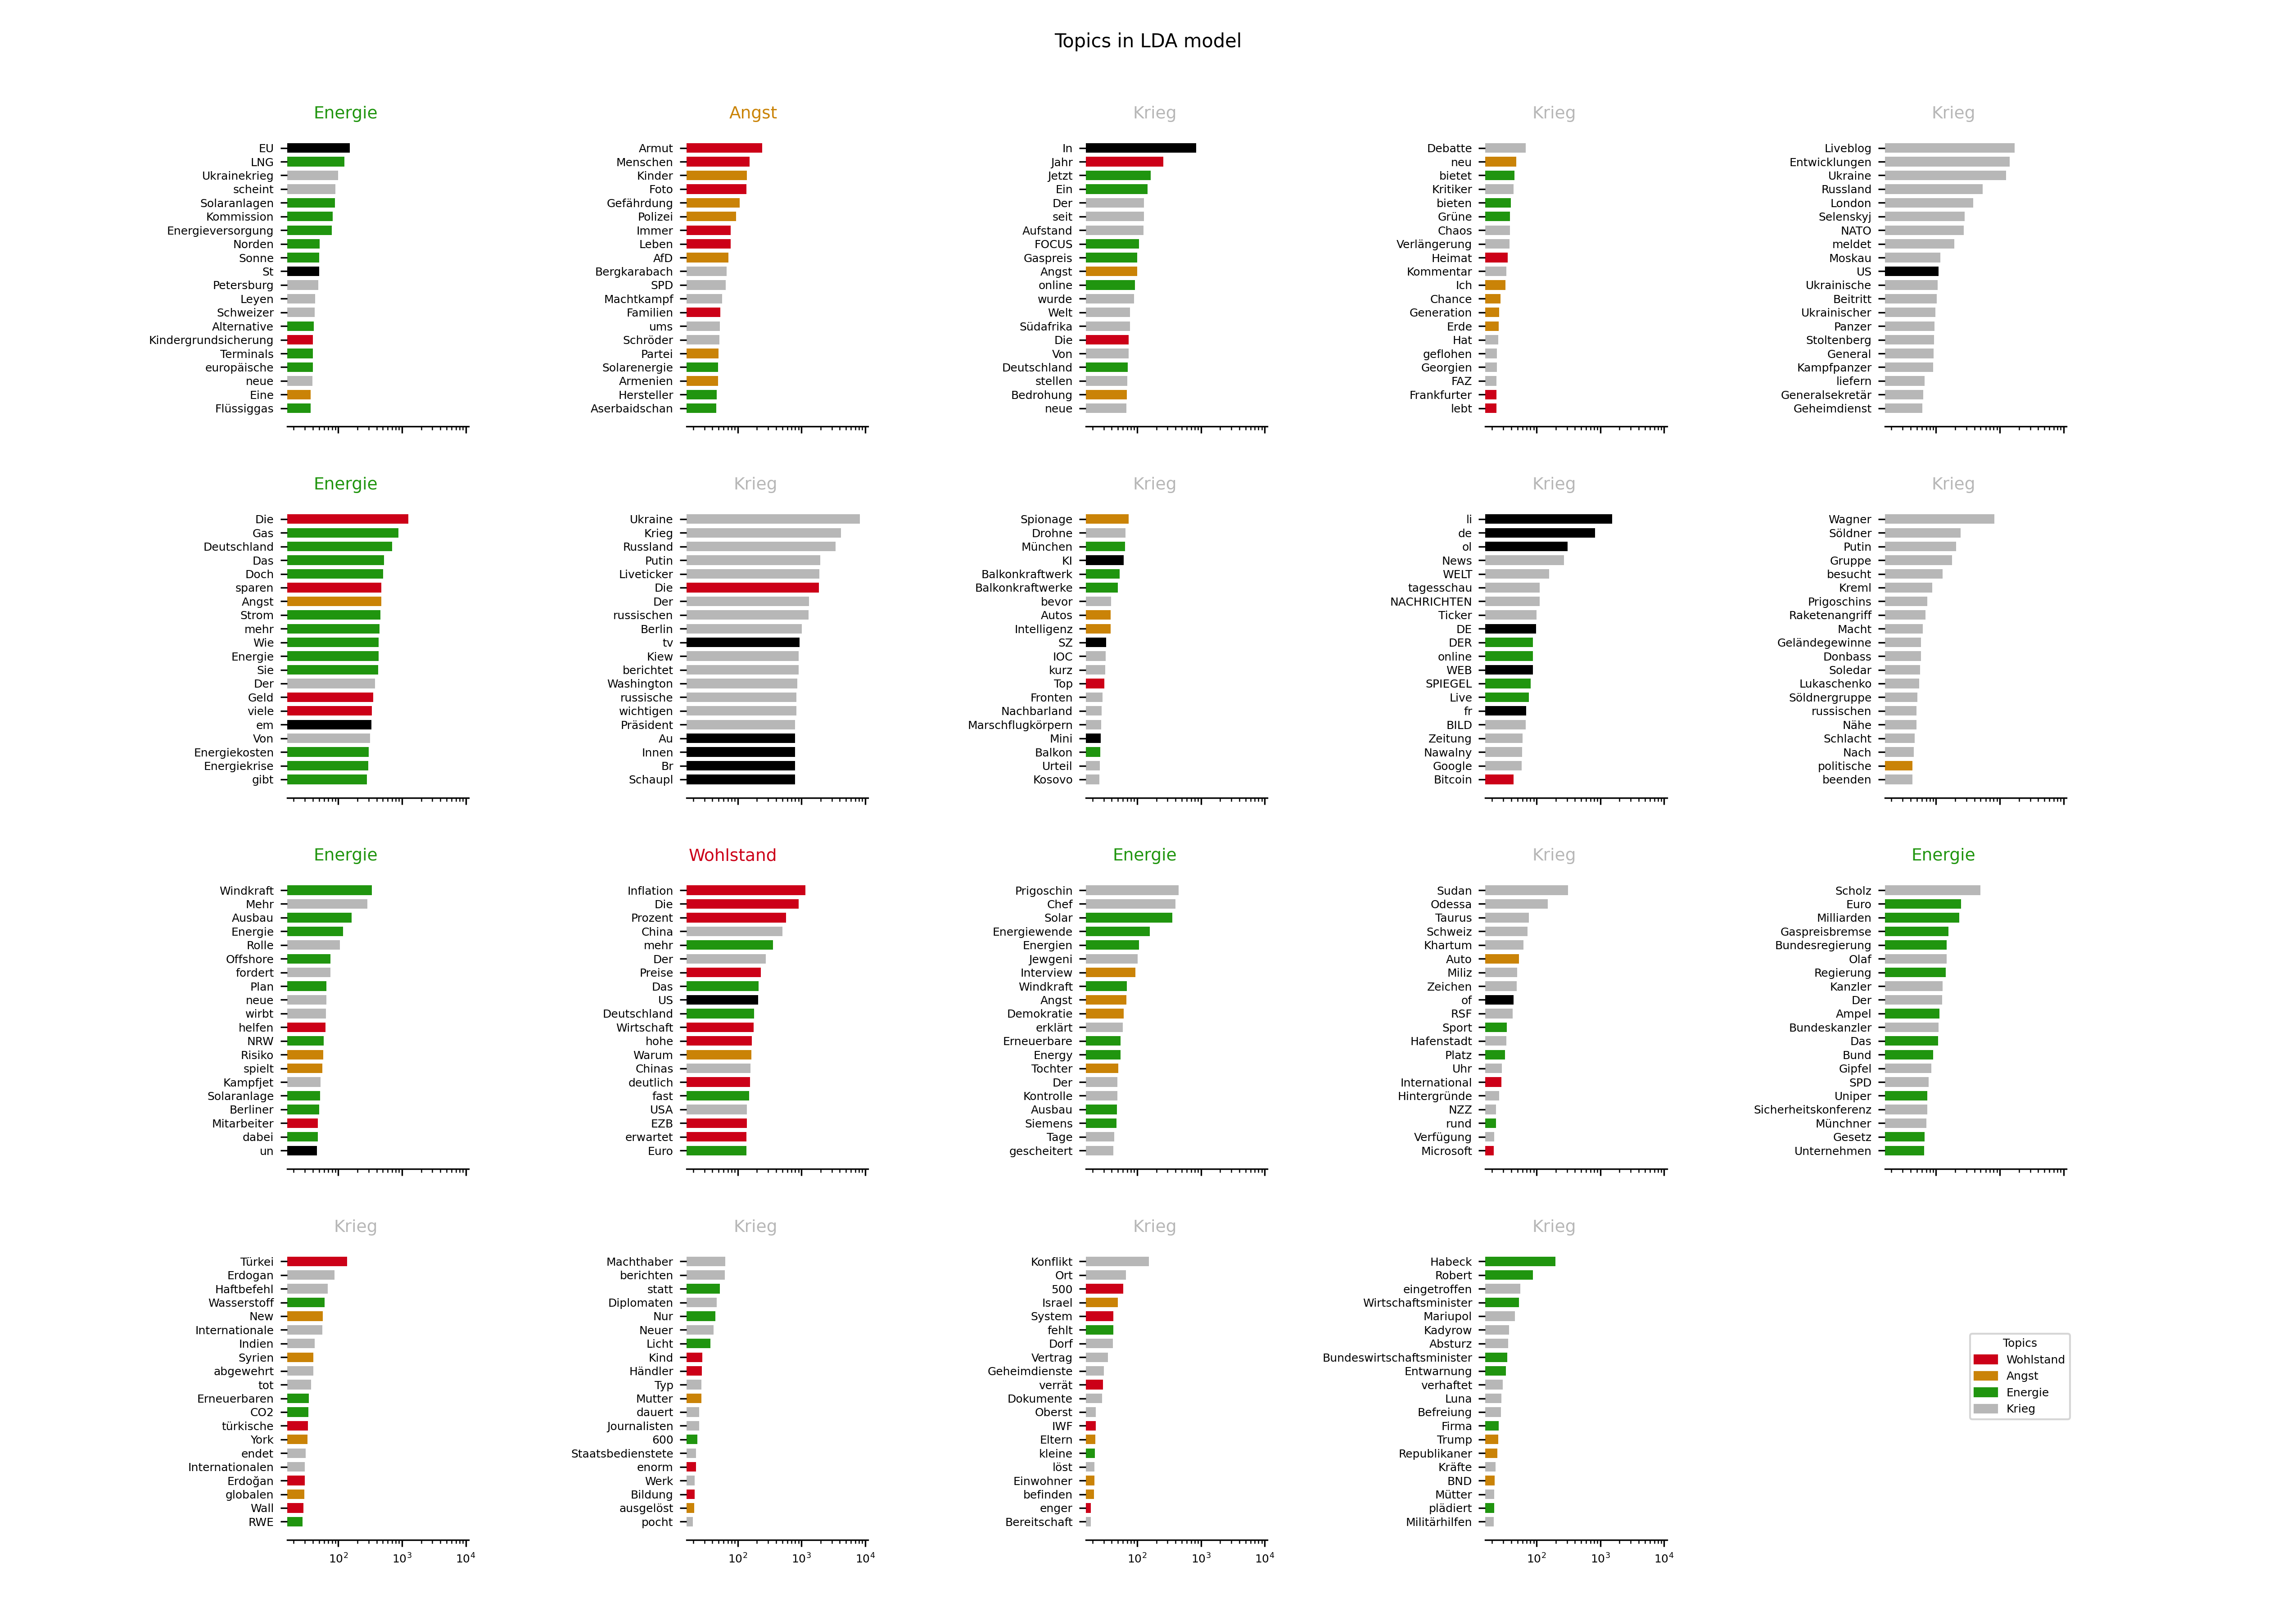 Topics in LDA model
Energie
EU
LNG
Ukrainekrieg
scheint
Solaranlagen
Kommission
Energieversorgung
Norden
Sonne
St
Petersburg
Leyen
Schweizer
Alternative
Kindergrundsicherung
Terminals
europäische
neue
Eine
Flüssiggas
Angst
Armut
Menschen
Kinder
Foto
Gefährdung
Polizei
Immer
Leben
AfD
Bergkarabach
SPD
Machtkampf
Familien
ums
Schröder
Partei
Solarenergie
Armenien
Hersteller
Aserbaidschan
Krieg
In
Jahr
Jetzt
Ein
Der
seit
Aufstand
FOCUS
Gaspreis
Angst
online
wurde
Welt
Südafrika
Die
Von
Deutschland
stellen
Bedrohung
neue
Krieg
Debatte
neu
bietet
Kritiker
bieten
Grüne
Chaos
Verlängerung
Heimat
Kommentar
Ich
Chance
Generation
Erde
Hat
geflohen
Georgien
FAZ
Frankfurter
lebt
Krieg
Liveblog
Entwicklungen
Ukraine
Russland
London
Selenskyj
NATO
meldet
Moskau
US
Ukrainische
Beitritt
Ukrainischer
Panzer
Stoltenberg
General
Kampfpanzer
liefern
Generalsekretär
Geheimdienst
Energie
Die
Gas
Deutschland
Das
Doch
sparen
Angst
Strom
mehr
Wie
Energie
Sie
Der
Geld
viele
em
Von
Energiekosten
Energiekrise
gibt
Krieg
Ukraine
Krieg
Russland
Putin
Liveticker
Die
Der
russischen
Berlin
tv
Kiew
berichtet
Washington
russische
wichtigen
Präsident
Au
Innen
Br
Schaupl
Krieg
Spionage
Drohne
München
KI
Balkonkraftwerk
Balkonkraftwerke
bevor
Autos
Intelligenz
SZ
IOC
kurz
Top
Fronten
Nachbarland
Marschflugkörpern
Mini
Balkon
Urteil
Kosovo
Krieg
li
de
ol
News
WELT
tagesschau
NACHRICHTEN
Ticker
DE
DER
online
WEB
SPIEGEL
Live
fr
BILD
Zeitung
Nawalny
Google
Bitcoin
Krieg
Wagner
Söldner
Putin
Gruppe
besucht
Kreml
Prigoschins
Raketenangriff
Macht
Geländegewinne
Donbass
Soledar
Lukaschenko
Söldnergruppe
russischen
Nähe
Schlacht
Nach
politische
beenden
Energie
Windkraft
Mehr
Ausbau
Energie
Rolle
Offshore
fordert
Plan
neue
wirbt
helfen
NRW
Risiko
spielt
Kampfjet
Solaranlage
Berliner
Mitarbeiter
dabei
un
Wohlstand
Inflation
Die
Prozent
China
mehr
Der
Preise
Das
US
Deutschland
Wirtschaft
hohe
Warum
Chinas
deutlich
fast
USA
EZB
erwartet
Euro
Energie
Prigoschin
Chef
Solar
Energiewende
Energien
Jewgeni
Interview
Windkraft
Angst
Demokratie
erklärt
Erneuerbare
Energy
Tochter
Der
Kontrolle
Ausbau
Siemens
Tage
gescheitert
Krieg
Sudan
Odessa
Taurus
Schweiz
Khartum
Auto
Miliz
Zeichen
of
RSF
Sport
Hafenstadt
Platz
Uhr
International
Hintergründe
NZZ
rund
Verfügung
Microsoft
Energie
Scholz
Euro
Milliarden
Gaspreisbremse
Bundesregierung
Olaf
Regierung
Kanzler
Der
Ampel
Bundeskanzler
Das
Bund
Gipfel
SPD
Uniper
Sicherheitskonferenz
Münchner
Gesetz
Unternehmen
Krieg
Türkei
Erdogan
Haftbefehl
Wasserstoff
New
Internationale
Indien
Syrien
abgewehrt
tot
Erneuerbaren
CO2
türkische
York
endet
Internationalen
Erdoğan
globalen
Wall
RWE
10² 10³ 10⁴
Krieg
Machthaber
berichten
statt
Diplomaten
Nur
Neuer
Licht
Kind
Händler
Typ
Mutter
dauert
Journalisten
600
Staatsbedienstete
enorm
Werk
Bildung
ausgelöst
pocht
10² 10³ 10⁴
Krieg
Konflikt
Ort
500
Israel
System
fehlt
Dorf
Vertrag
Geheimdienste
verrät
Dokumente
Oberst
IWF
Eltern
kleine
löst
Einwohner
befinden
enger
Bereitschaft
10² 10³ 10⁴
Krieg
Habeck
Robert
eingetroffen
Wirtschaftsminister
Mariupol
Kadyrow
Absturz
Bundeswirtschaftsminister
Entwarnung
verhaftet
Luna
Befreiung
Firma
Trump
Republikaner
Kräfte
BND
Mütter
plädiert
Militärhilfen
10² 10³ 10⁴
Topics
Wohlstand
Angst
Energie
Krieg